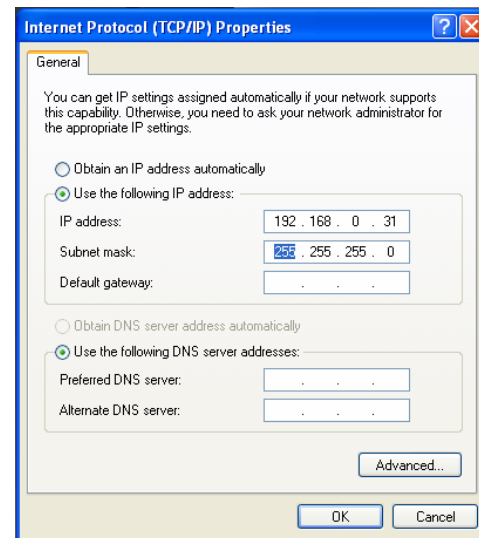 Internet Protocol (TCP/IP) Properties
General
You can get IP settings assigned automatically if your network supports
this capability. Otherwise, you need to ask your network administrator for
the appropriate IP settings.
Obtain an IP address automatically
Use the following IP address:
IP address: 192 . 168 . 0 . 31
Subnet mask: 255 . 255 . 255 . 0
Default gateway: . . .
Obtain DNS server address automatically
Use the following DNS server addresses:
Preferred DNS server: . . .
Alternate DNS server: . . .
Advanced...
OK Cancel